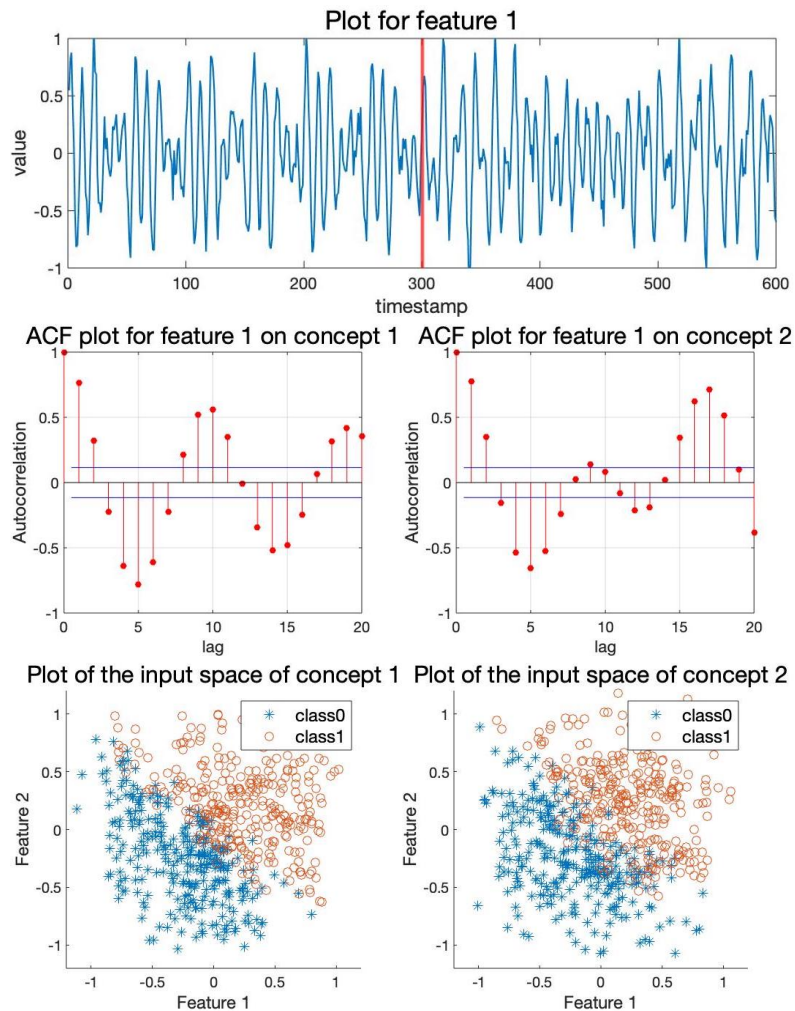 Plot for feature 1
1
0.5
0
-0.5
-1
value
0 100 200 300 400 500 600
timestamp
ACF plot for feature 1 on concept 1
1
0.5
0
-0.5
-1
Autocorrelation
0 5 10 15 20
lag
ACF plot for feature 1 on concept 2
1
0.5
0
-0.5
-1
Autocorrelation
0 5 10 15 20
lag
Plot of the input space of concept 1
class0
class1
1
0.5
0
-0.5
-1
Feature 2
-1 -0.5 0 0.5 1
Feature 1
Plot of the input space of concept 2
class0
class1
1
0.5
0
-0.5
-1
Feature 2
-1 -0.5 0 0.5 1
Feature 1